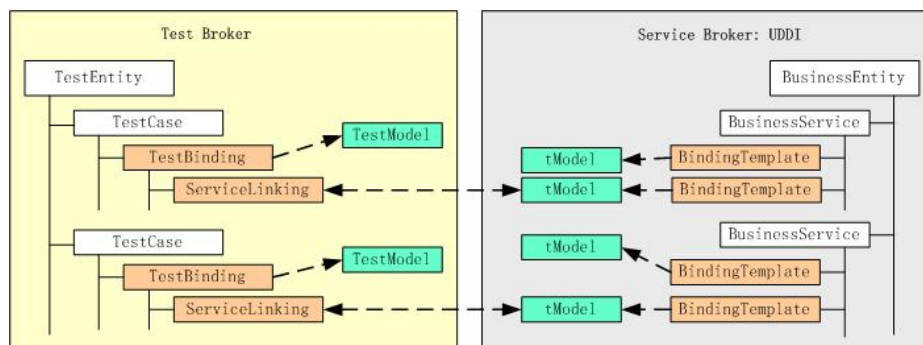 Test Broker
Service Broker: UDDI
TestEntity
BusinessEntity
TestCase
TestModel
BusinessService
TestBinding
tModel
BindingTemplate
ServiceLinking
tModel
BindingTemplate
TestCase
TestModel
tModel
BusinessService
TestBinding
BindingTemplate
ServiceLinking
tModel
BindingTemplate